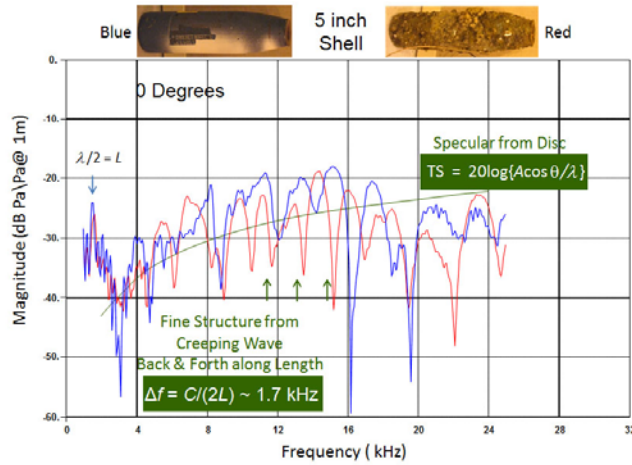 Blue
5 inch
Shell
Red
0 Degrees
λ/2 = L
Specular from Disc
TS = 20log{Acos θ/λ}
Fine Structure from
Creeping Wave
Back & Forth along Length
Δf = C/(2L) ~ 1.7 kHz
Magnitude [dB Pa\Pa@ 1m)
0.
-10.
-20.
-30.
-40.
-50.
-60.
0 4 8 12 16 20 24 28 32
Frequency ( kHz)